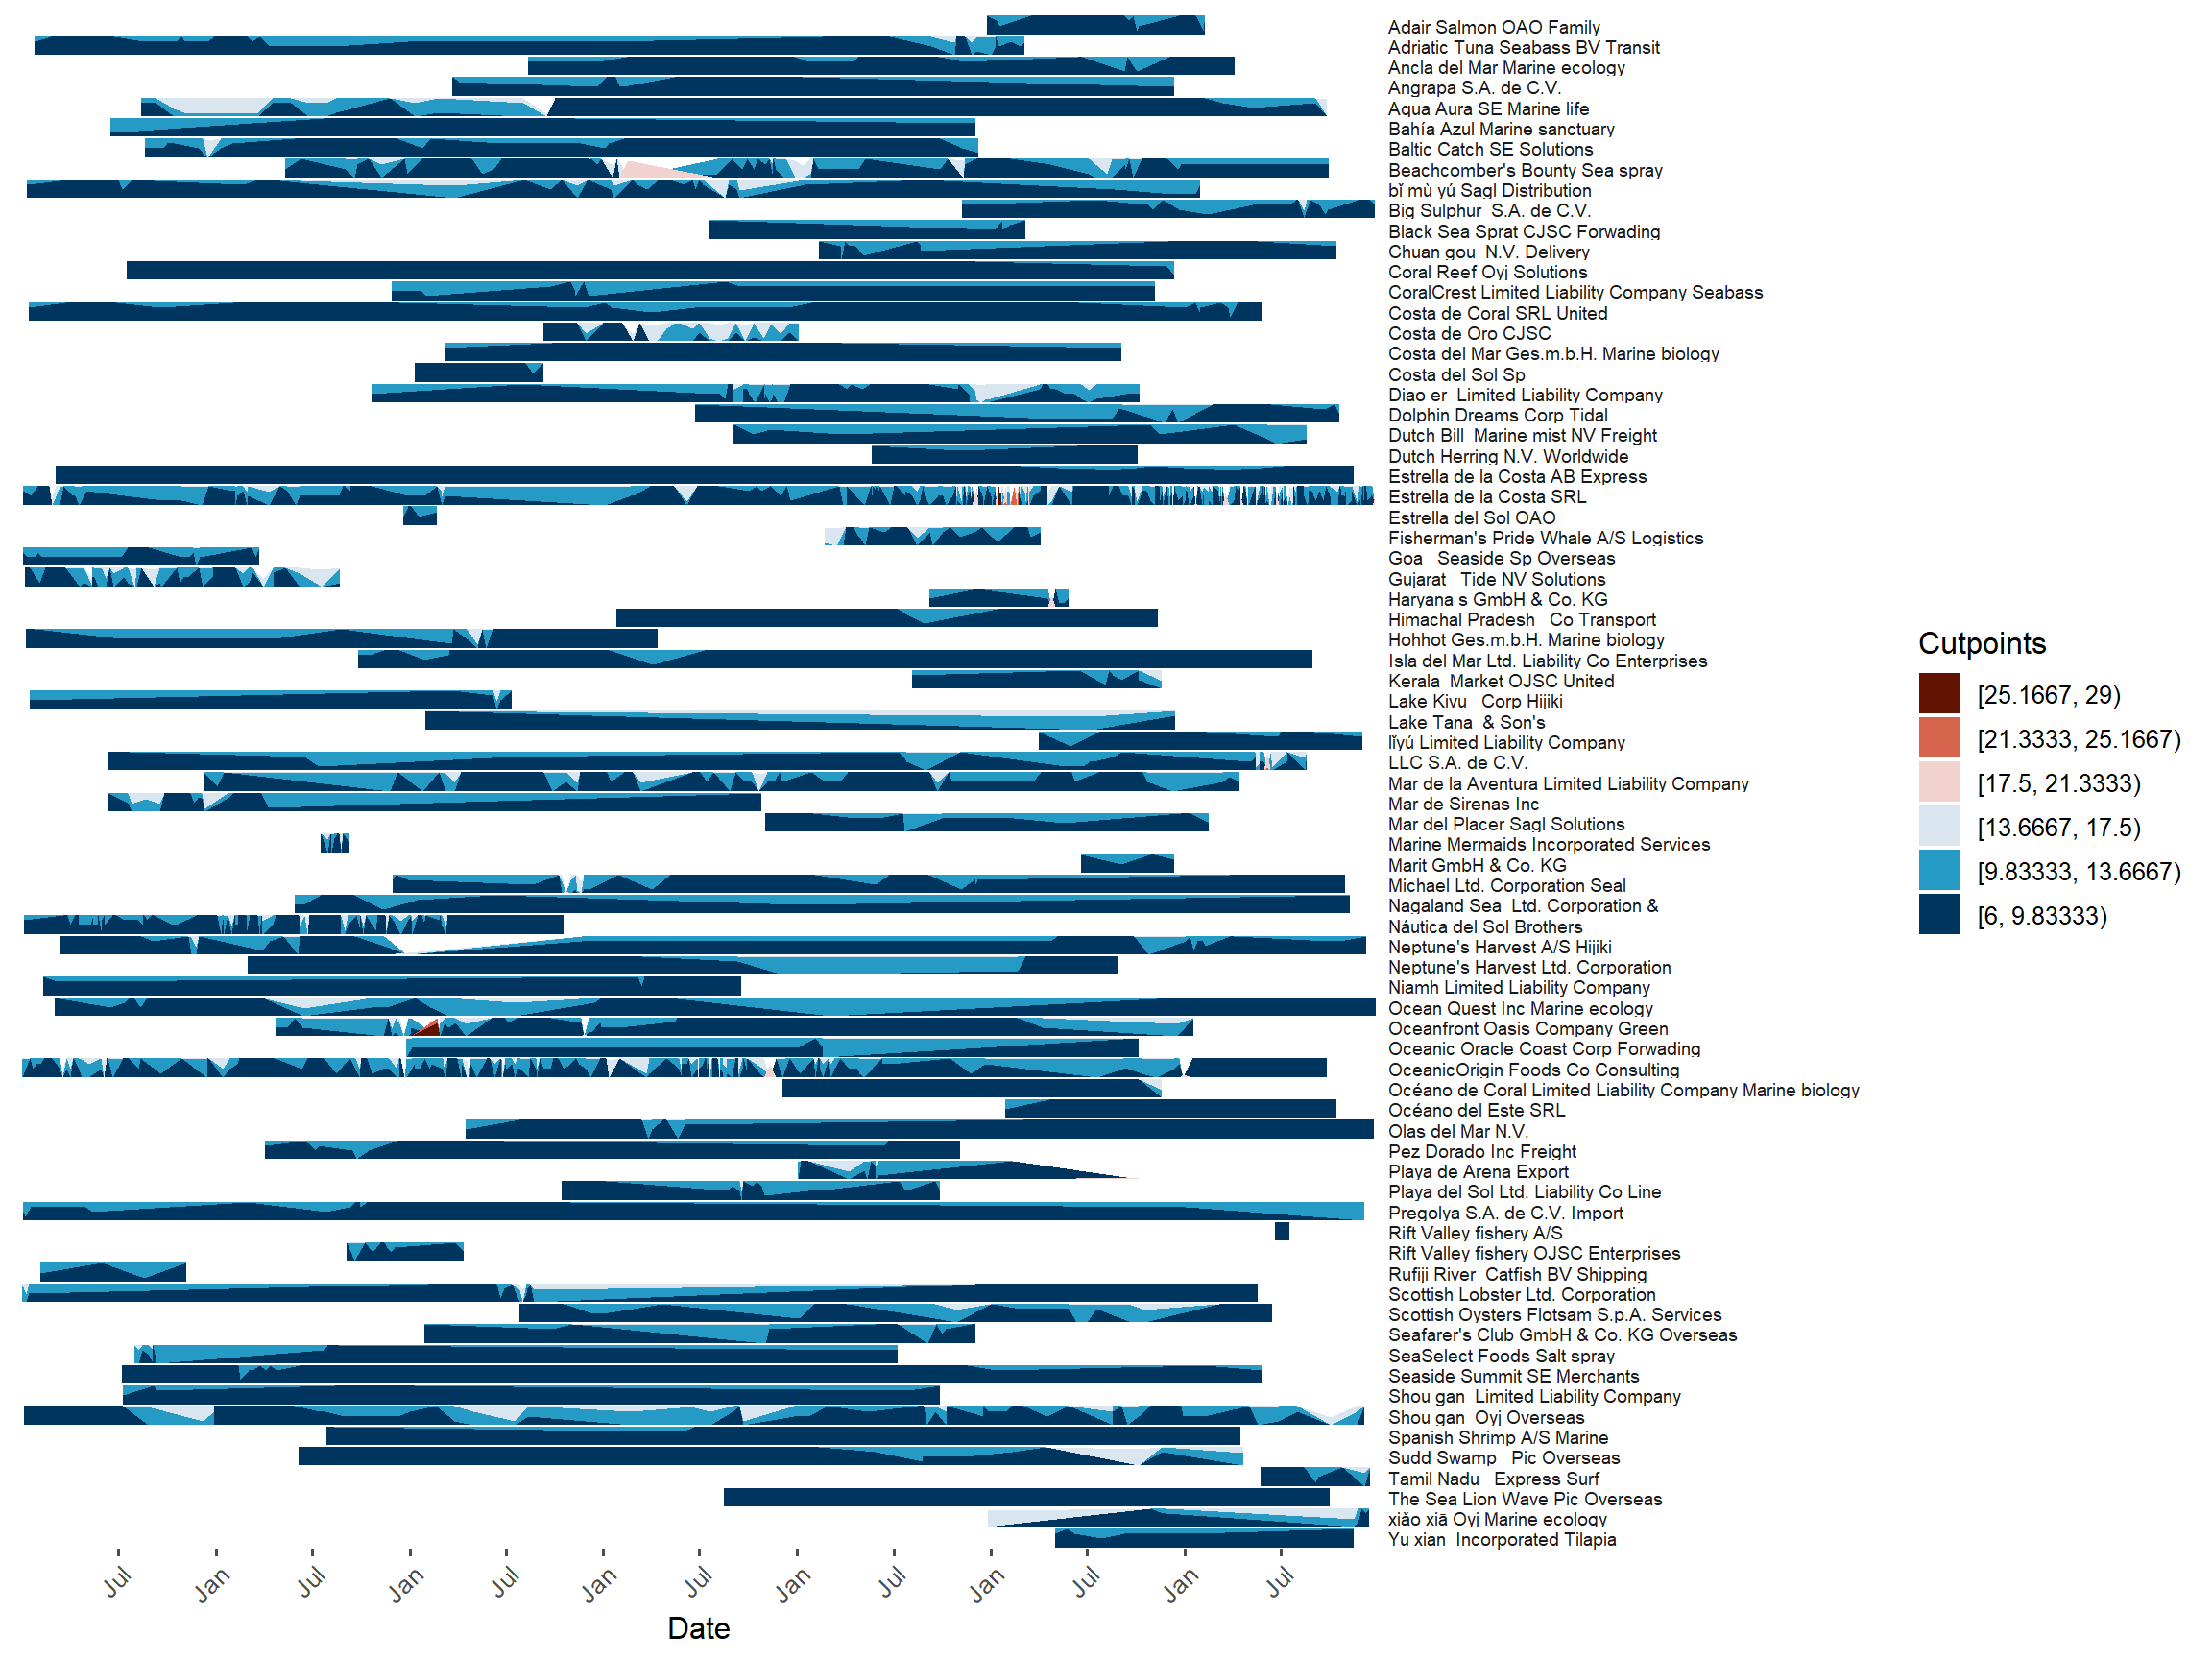 Adair Salmon OAO Family
Adriatic Tuna Seabass BV Transit
Ancla del Mar Marine ecology
Angrapa S.A. de C.V.
Aqua Aura SE Marine life
Bahía Azul Marine sanctuary
Baltic Catch SE Solutions
Beachcomber's Bounty Sea spray
bǐ mù yú Sagl Distribution
Big Sulphur  S.A. de C.V.
Black Sea Sprat CJSC Forwading
Chuan gou  N.V. Delivery
Coral Reef Oyj Solutions
CoralCrest Limited Liability Company Seabass
Costa de Coral SRL United
Costa de Oro CJSC
Costa del Mar Ges.m.b.H. Marine biology
Costa del Sol Sp
Diao er  Limited Liability Company
Dolphin Dreams Corp Tidal
Dutch Bill  Marine mist NV Freight
Dutch Herring N.V. Worldwide
Estrella de la Costa AB Express
Estrella de la Costa SRL
Estrella del Sol OAO
Fisherman's Pride Whale A/S Logistics
Goa   Seaside Sp Overseas
Gujarat   Tide NV Solutions
Haryana s GmbH & Co. KG
Himachal Pradesh   Co Transport
Hohhot Ges.m.b.H. Marine biology
Isla del Mar Ltd. Liability Co Enterprises
Kerala  Market OJSC United
Lake Kivu   Corp Hijiki
Lake Tana  & Son's
lǐyú Limited Liability Company
LLC S.A. de C.V.
Mar de la Aventura Limited Liability Company
Mar de Sirenas Inc
Mar del Placer Sagl Solutions
Marine Mermaids Incorporated Services
Marit GmbH & Co. KG
Michael Ltd. Corporation Seal
Nagaland Sea  Ltd. Corporation &
Náutica del Sol Brothers
Neptune's Harvest A/S Hijiki
Neptune's Harvest Ltd. Corporation
Niamh Limited Liability Company
Ocean Quest Inc Marine ecology
Oceanfront Oasis Company Green
Oceanic Oracle Coast Corp Forwading
OceanicOrigin Foods Co Consulting
Océano de Coral Limited Liability Company Marine biology
Océano del Este SRL
Olas del Mar N.V.
Pez Dorado Inc Freight
Playa de Arena Export
Playa del Sol Ltd. Liability Co Line
Pregolya S.A. de C.V. Import
Rift Valley fishery A/S
Rift Valley fishery OJSC Enterprises
Rufiji River  Catfish BV Shipping
Scottish Lobster Ltd. Corporation
Scottish Oysters Flotsam S.p.A. Services
Seafarer's Club GmbH & Co. KG Overseas
SeaSelect Foods Salt spray
Seaside Summit SE Merchants
Shou gan  Limited Liability Company
Shou gan  Oyj Overseas
Spanish Shrimp A/S Marine
Sudd Swamp   Pic Overseas
Tamil Nadu   Express Surf
The Sea Lion Wave Pic Overseas
xiǎo xiā Oyj Marine ecology
Yu xian  Incorporated Tilapia
Jul
Jan
Jul
Jan
Jul
Jan
Jul
Jan
Jul
Jan
Jul
Jan
Jul
Date
Cutpoints
[25.1667, 29)
[21.3333, 25.1667)
[17.5, 21.3333)
[13.6667, 17.5)
[9.83333, 13.6667)
[6, 9.83333)